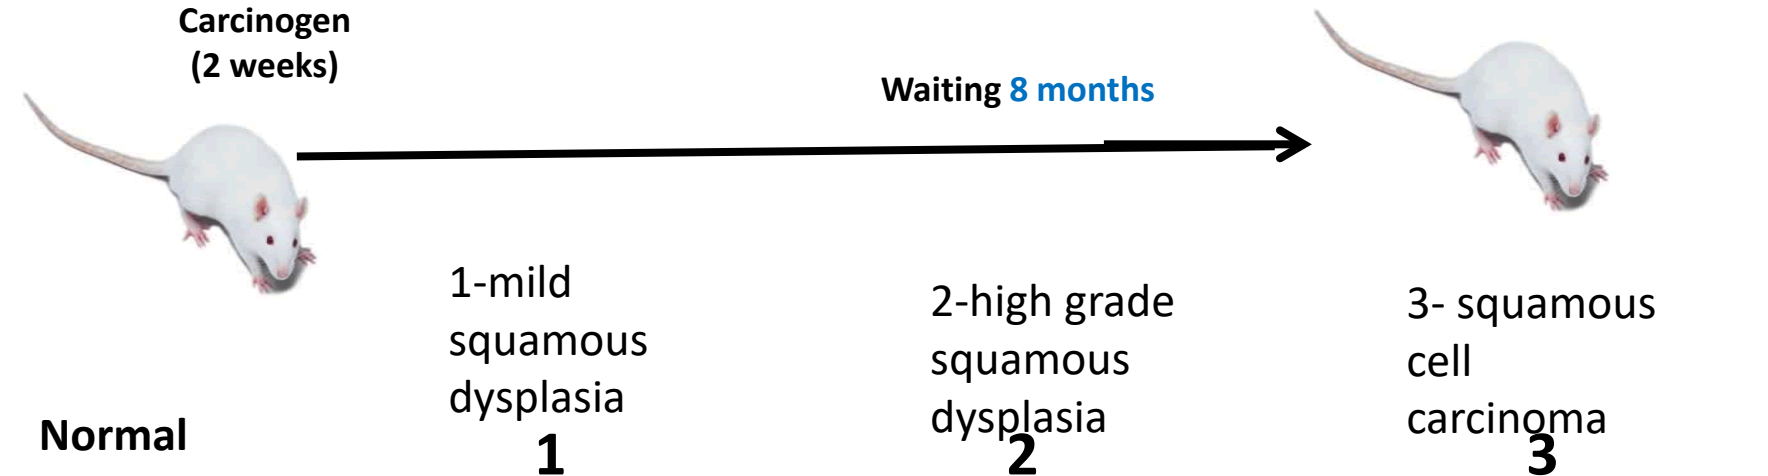 Carcinogen
(2 weeks)
Waiting 8 months
1-mild
squamous
dysplasia
2-high grade
squamous
dysplasia
3- squamous
cell
carcinoma
Normal
1
2
3